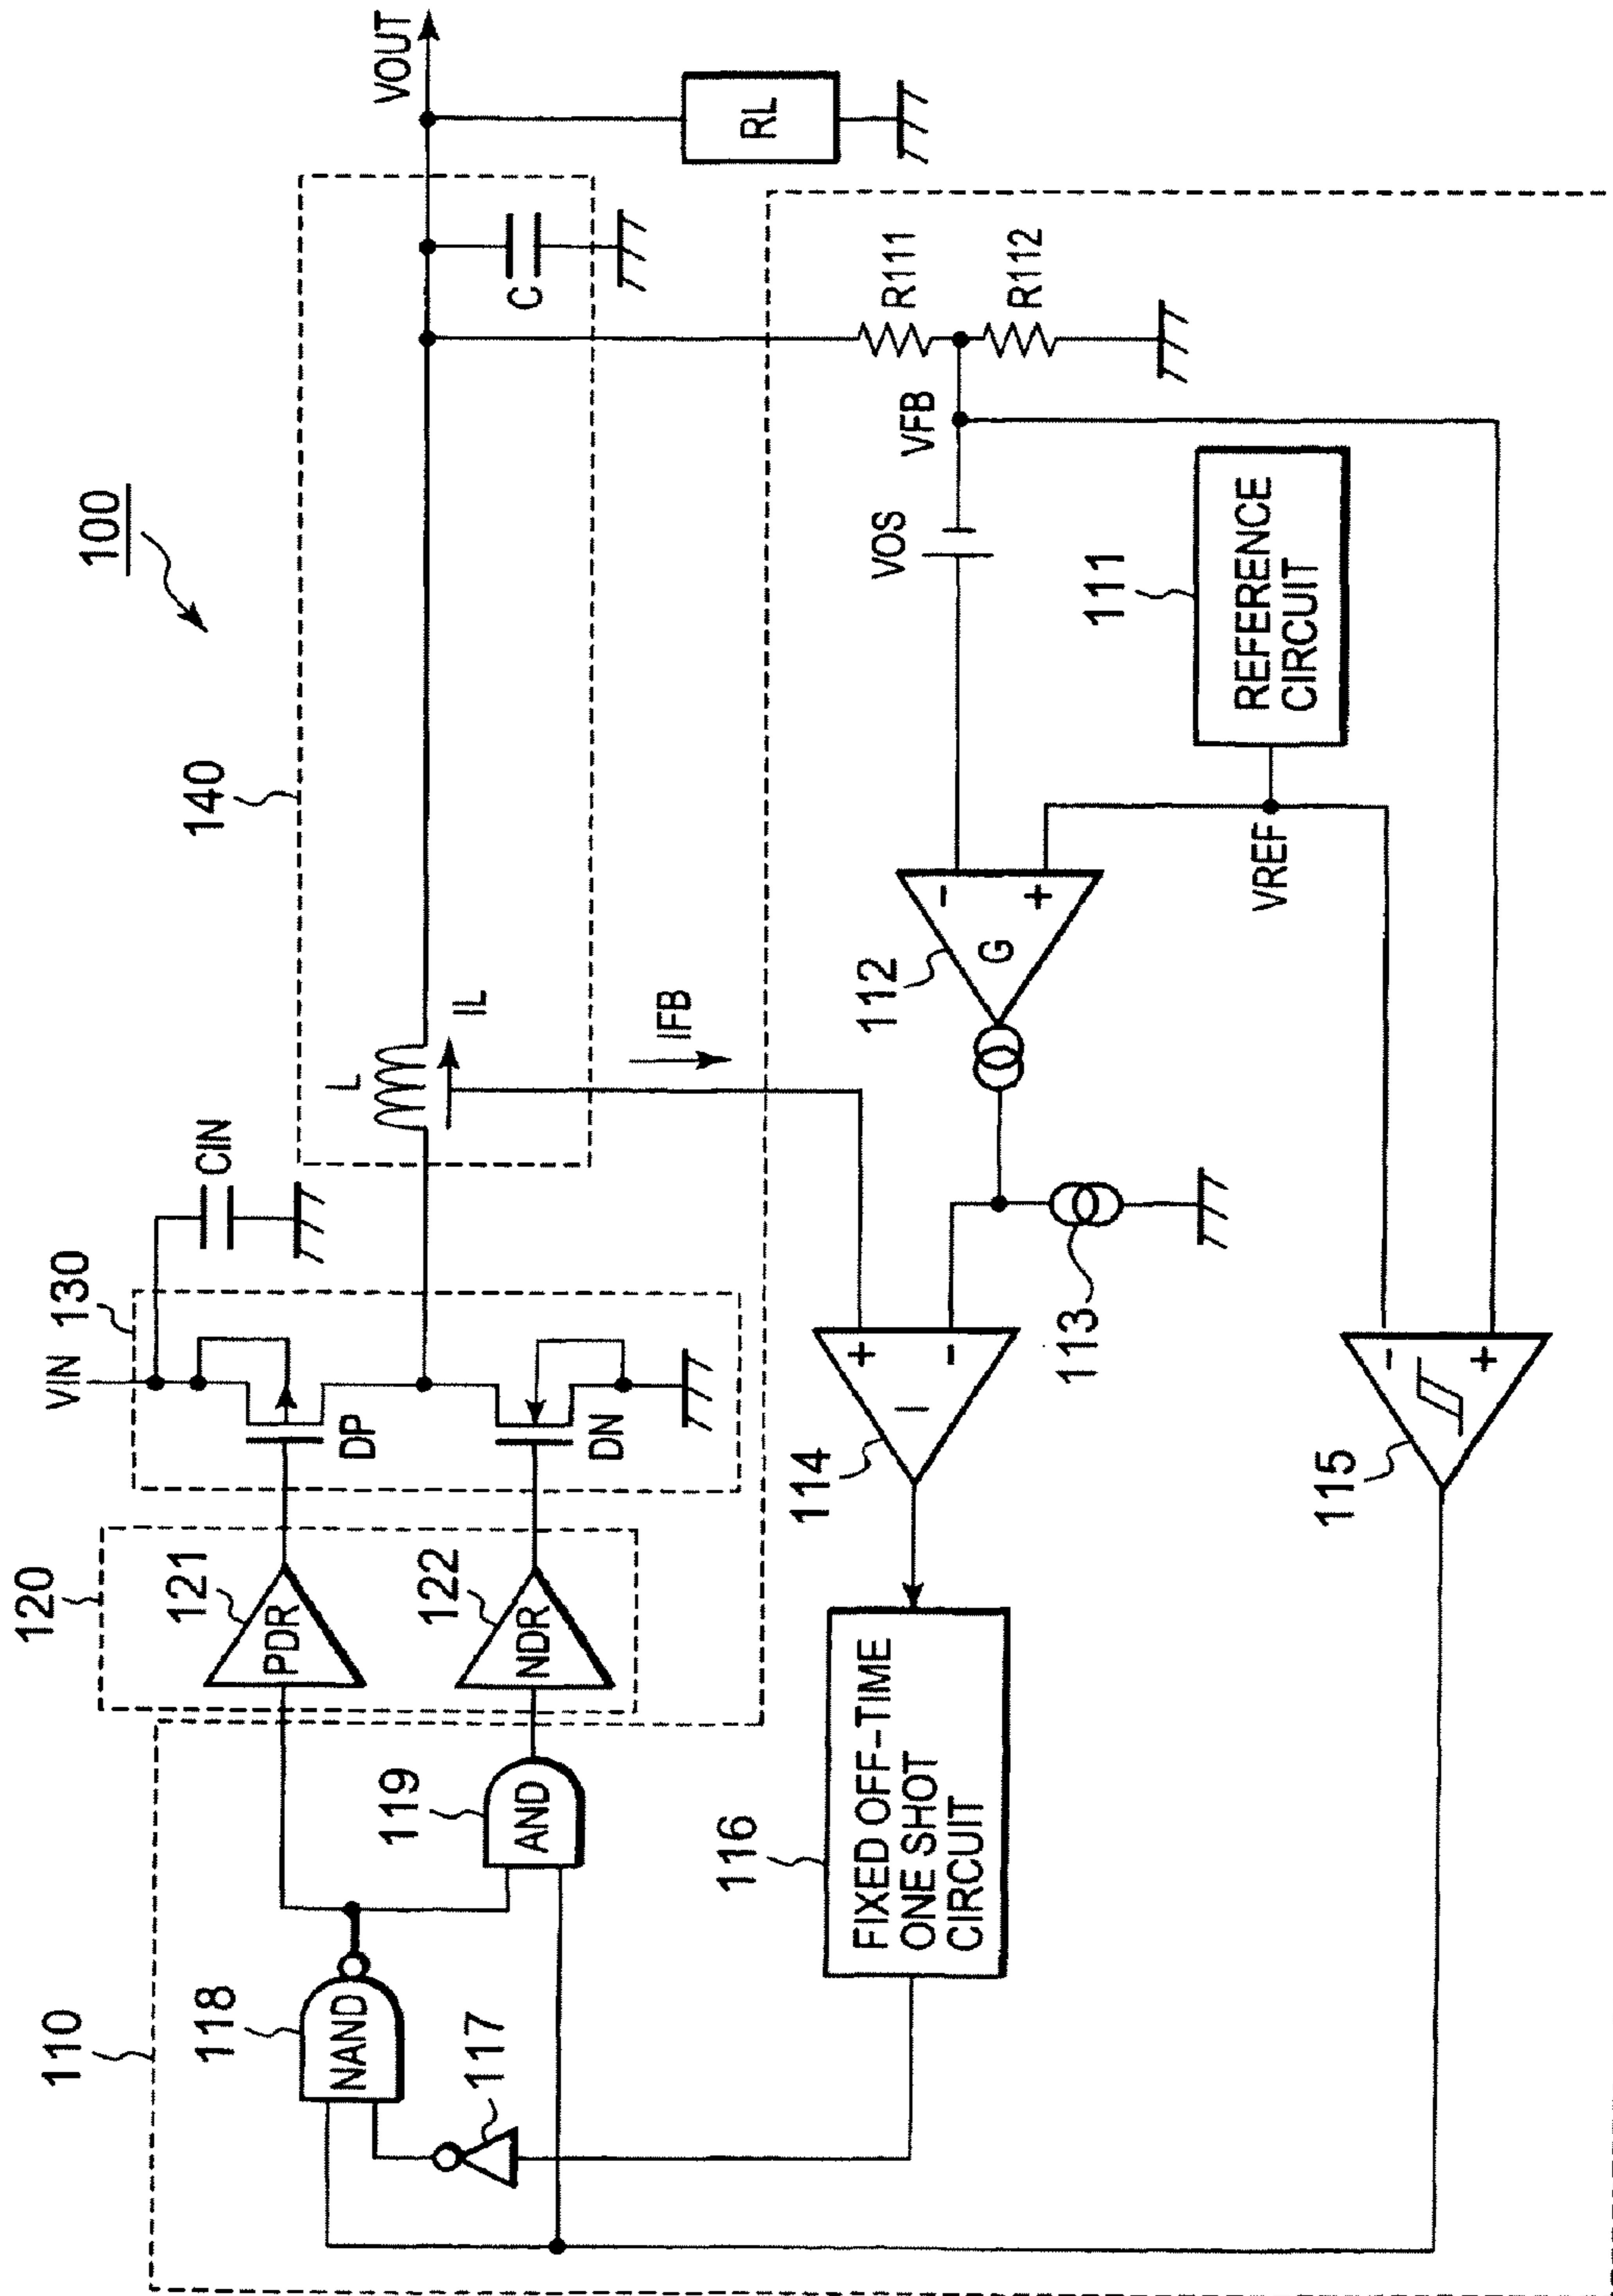 100
110
120
130
140
VIN
CIN
121
PDR
118
NAND
DP
L
IL
VOUT
C
119
AND
122
NDR
DN
117
IFB
RL
116
FIXED OFF-TIME
ONE SHOT
CIRCUIT
114
+
-
I
112
-
+
G
VOS
VFB
R111
R112
113
111
REFERENCE
CIRCUIT
VREF
115
-
+